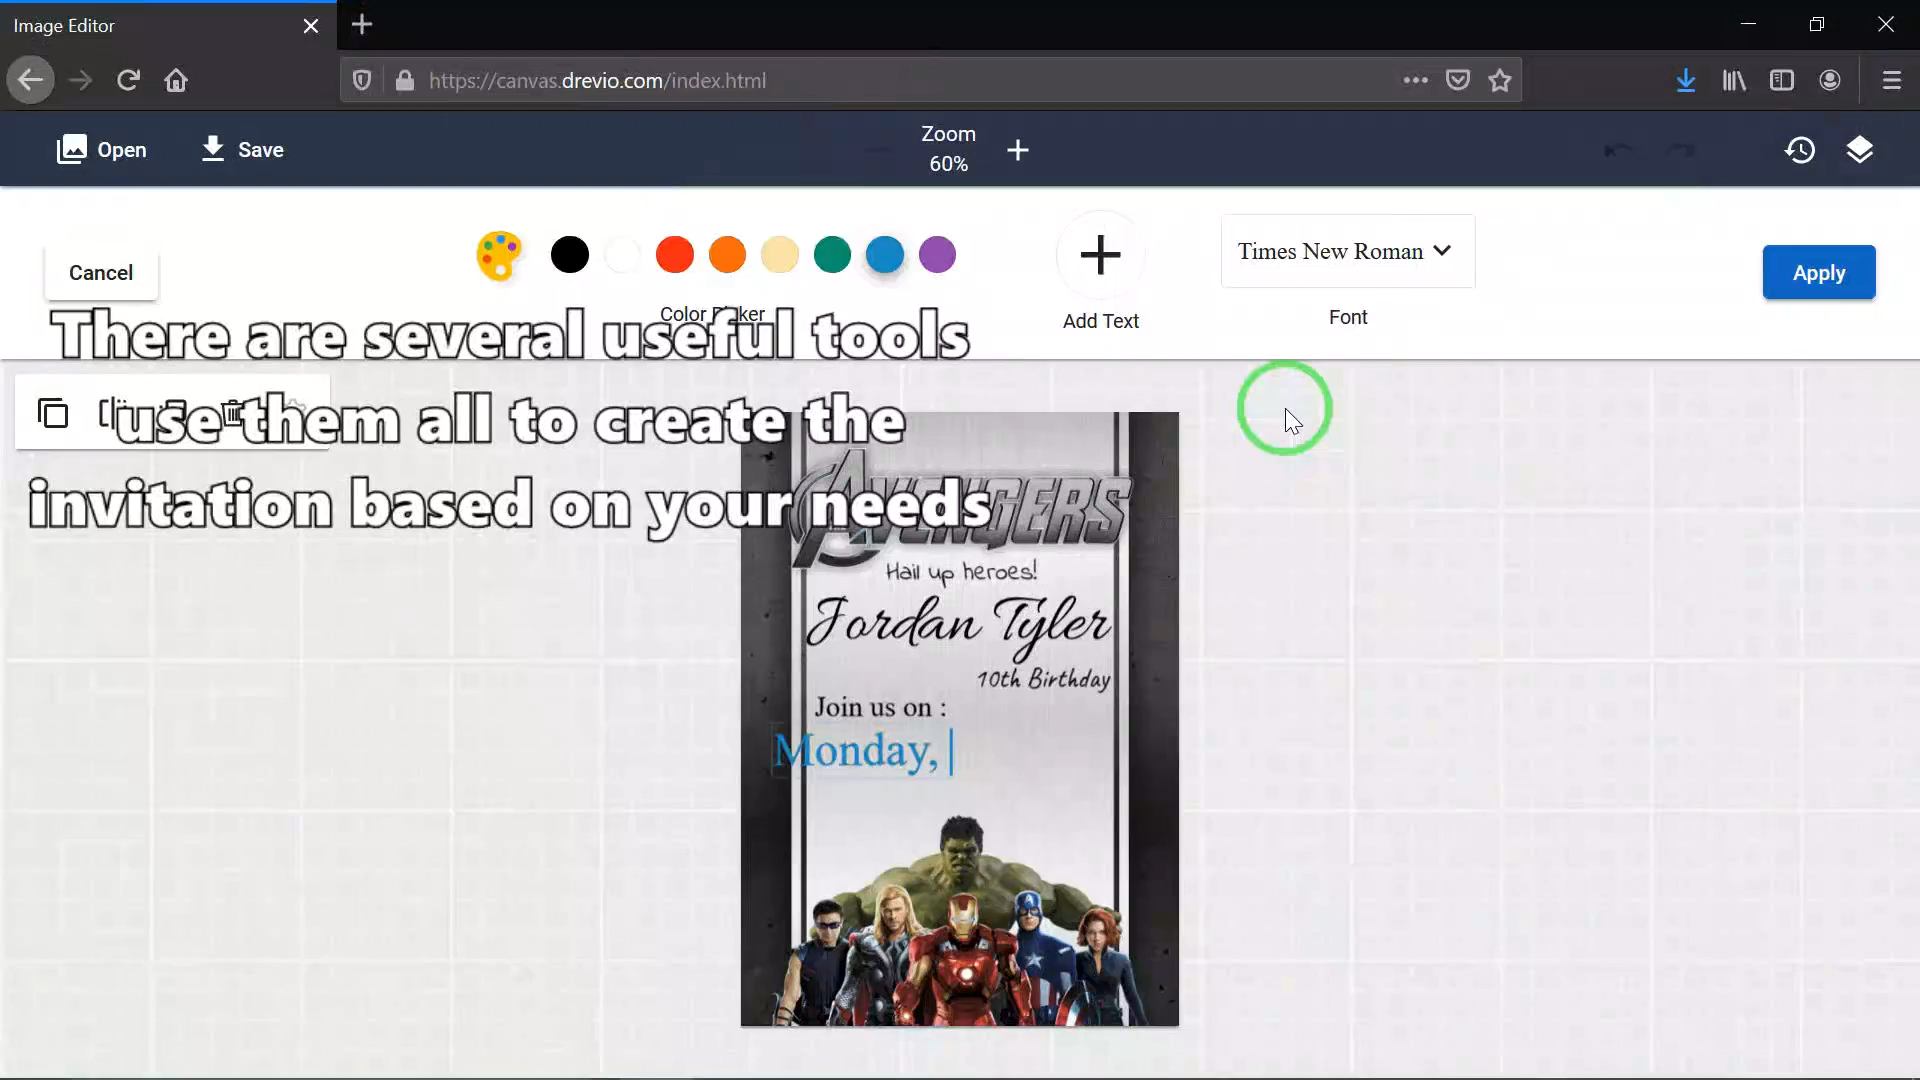 Image Editor
https://canvas.drevio.com/index.html
Open
Save
Zoom
60%
Cancel
Color Picker
Add Text
Times New Roman
Font
Apply
There are several useful tools
use them all to create the
invitation based on your needs
AVENGERS
Hail up heroes!
Jordan Tyler
10th Birthday
Join us on :
Monday,